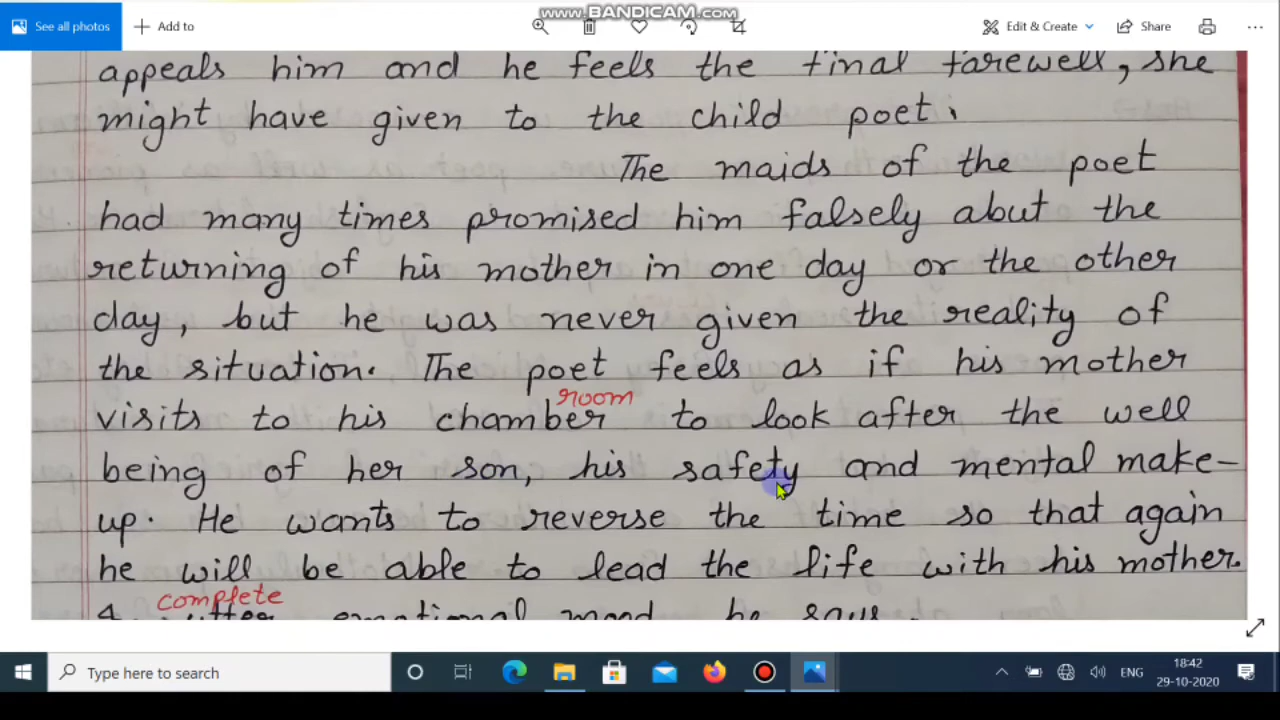 www.BANDICAM.com
See all photos
Add to
Edit & Create
Share
appeals him and he feels the final farewell, she
might have given to the child poet.
The maids of the poet
had many times promised him falsely abut the
returning of his mother in one day or the other
day, but he was never given the reality of
the situation. The poet feels as if his mother
room
visits to his chamber to look after the well
being of her son, his safety and mental make-
up. He wants to reverse the time so that again
he will be able to lead the life with his mother.
complete
utter emotional mood he says
Type here to search
ENG
18:42
29-10-2020